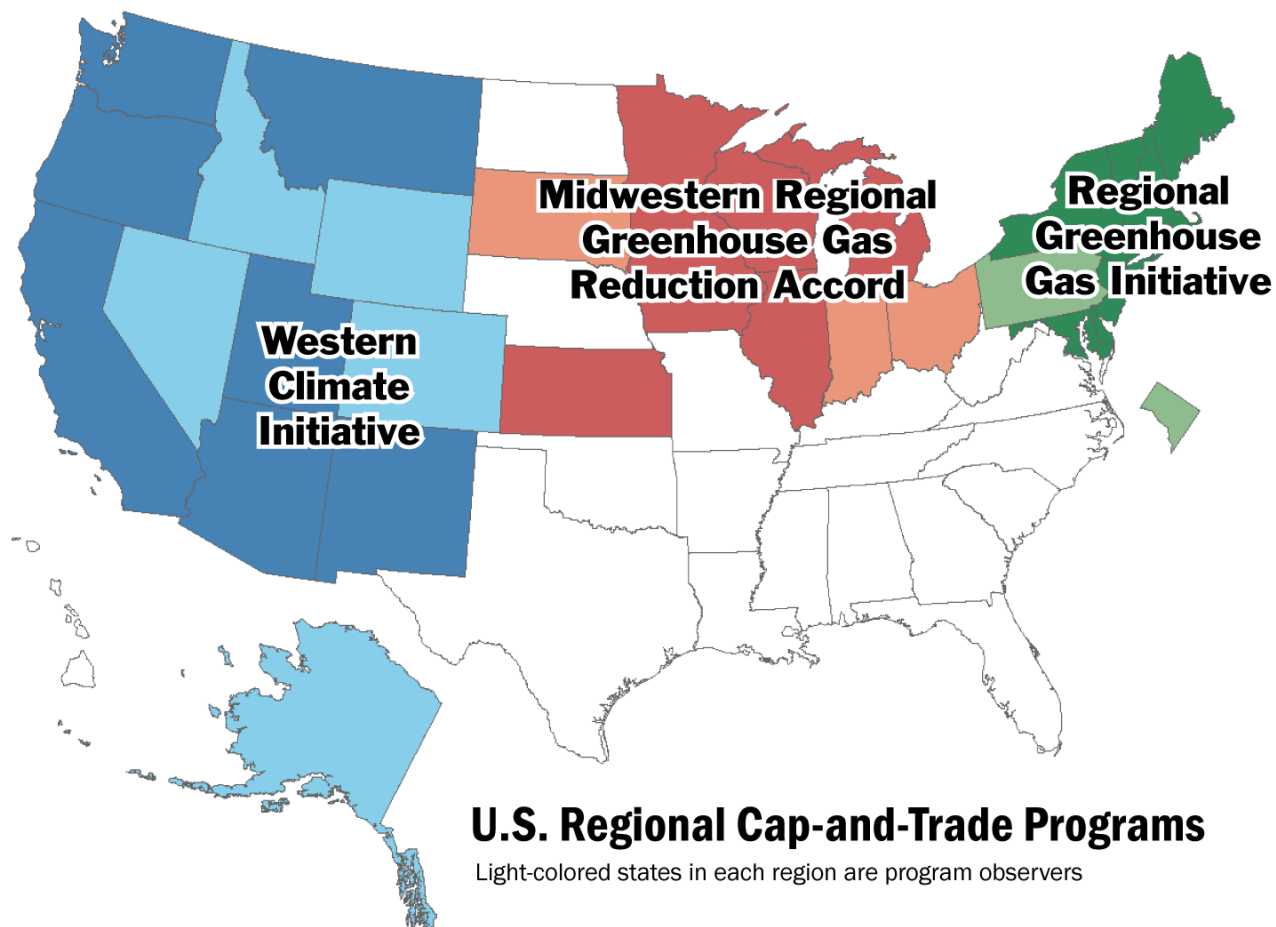 Midwestern Regional
Greenhouse Gas
Reduction Accord
Regional
Greenhouse
Gas Initiative
Western
Climate
Initiative
U.S. Regional Cap-and-Trade Programs
Light-colored states in each region are program observers